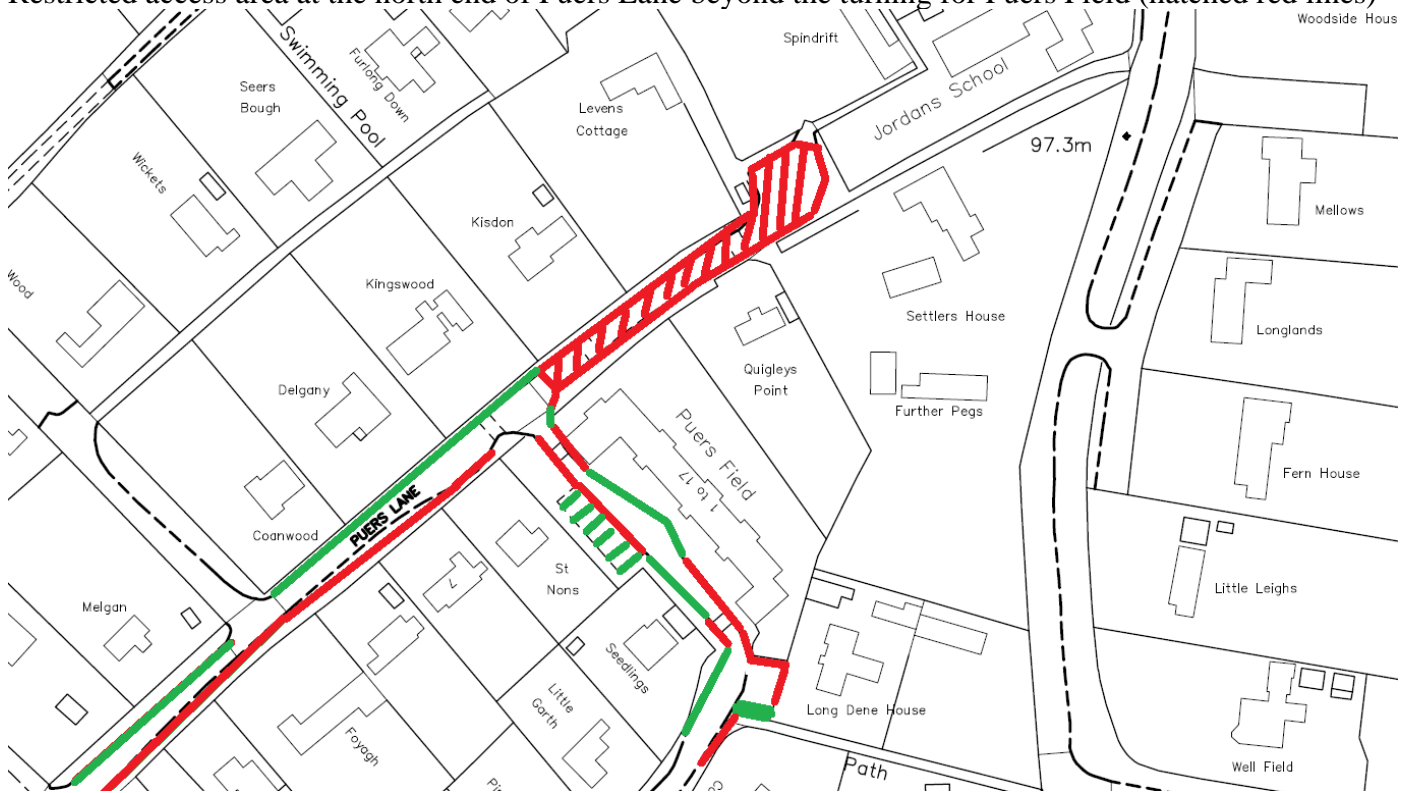 Restricted access area at the north end of Puers Lane beyond the turning for Puers Field (hatched red lines)
Woodside Hous
Spindrift
Swimming Pool
Furlong Down
Seers
Bough
Levens
Cottage
Jordans School
97.3m
Wickets
Mellows
Kisdon
Wood
Kingswood
Settlers House
Longlands
Delgany
Quigleys
Point
Further Pegs
Puers Field
1 to 17
Fern House
PUERS LANE
Coanwood
7
St
Nons
Little Leighs
Melgan
Seedlings
Little
Garth
Long Dene House
Foyagh
Path
Well Field